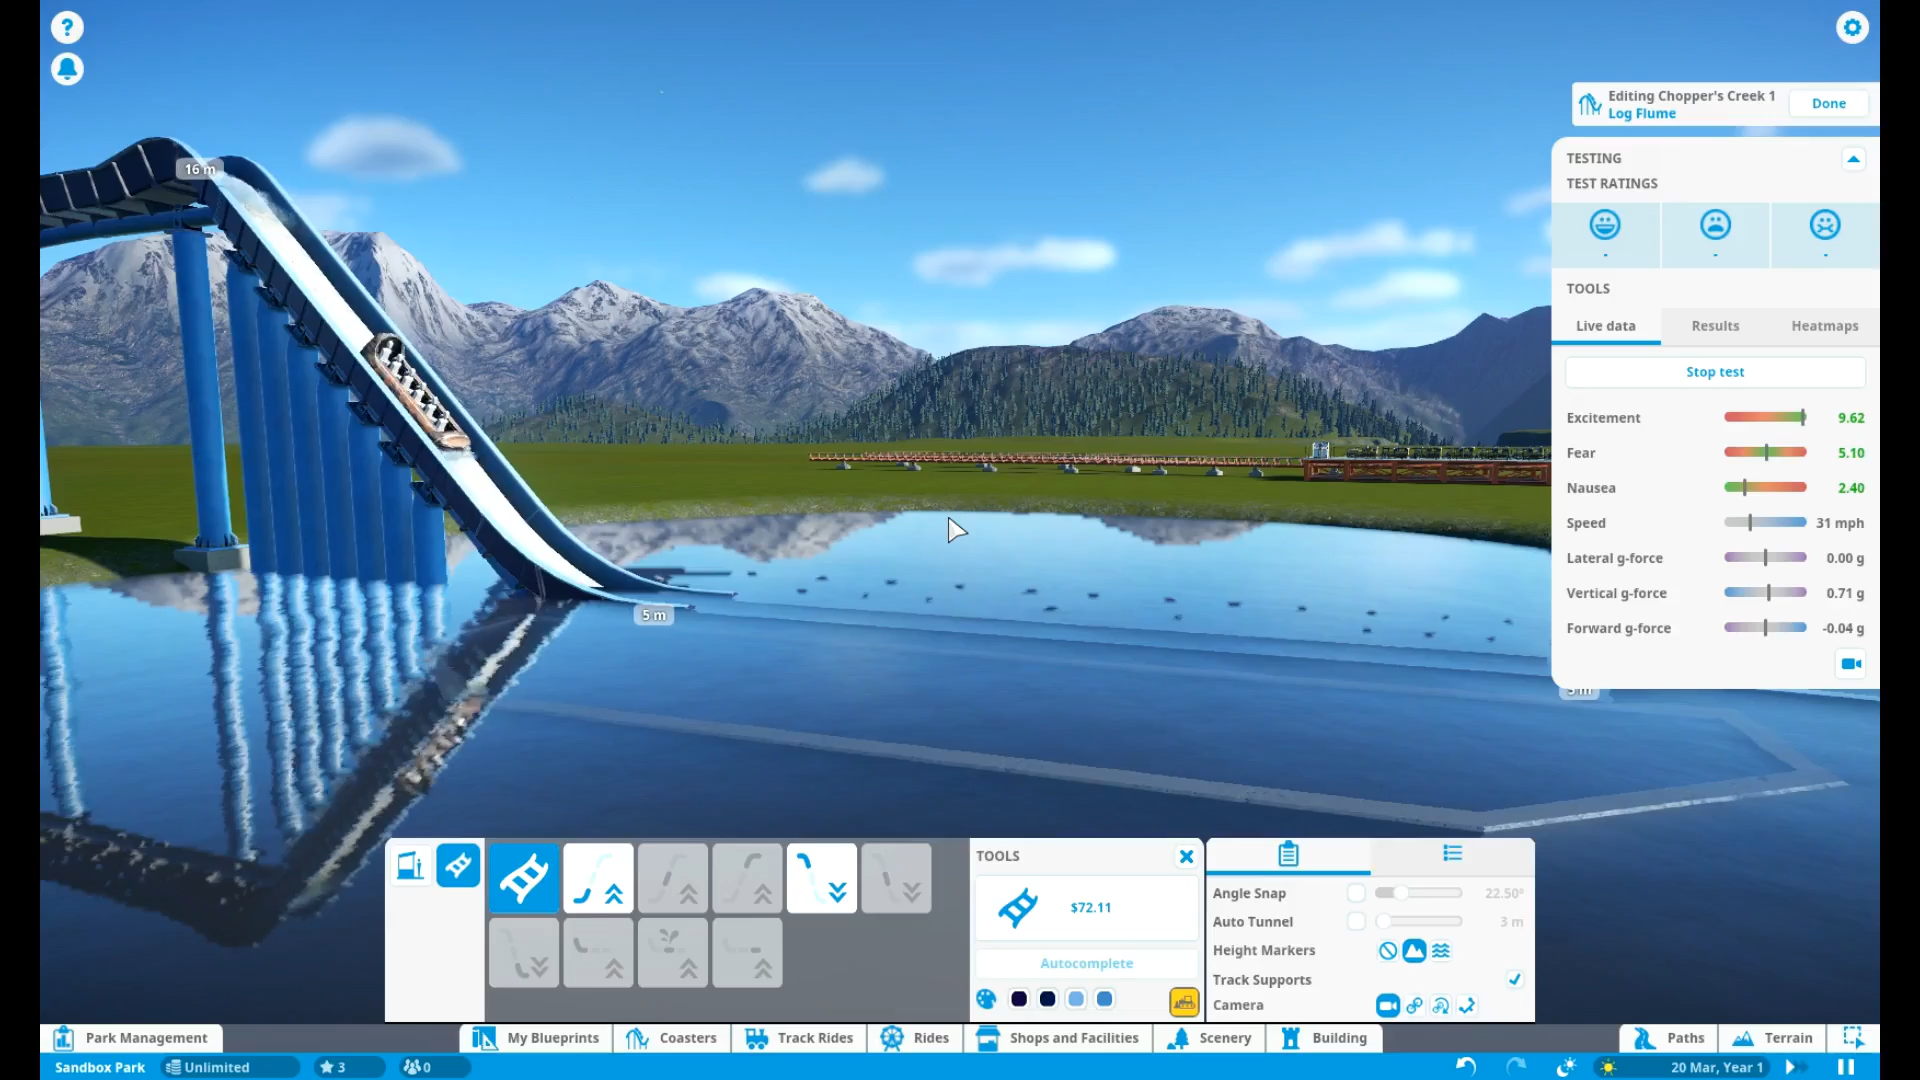 ?
Editing Chopper's Creek 1
Log Flume
Done
TESTING
TEST RATINGS
- - -
TOOLS
Live data Results Heatmaps
Stop test
Excitement 9.62
Fear 5.10
Nausea 2.40
Speed 31 mph
Lateral g-force 0.00 g
Vertical g-force 0.71 g
Forward g-force -0.04 g
16 m
5 m
5 m
TOOLS
$72.11
Autocomplete
Angle Snap 22.50°
Auto Tunnel 3 m
Height Markers
Track Supports
Camera
Park Management My Blueprints Coasters Track Rides Rides Shops and Facilities Scenery Building Paths Terrain
Sandbox Park Unlimited 3 0 20 Mar, Year 1